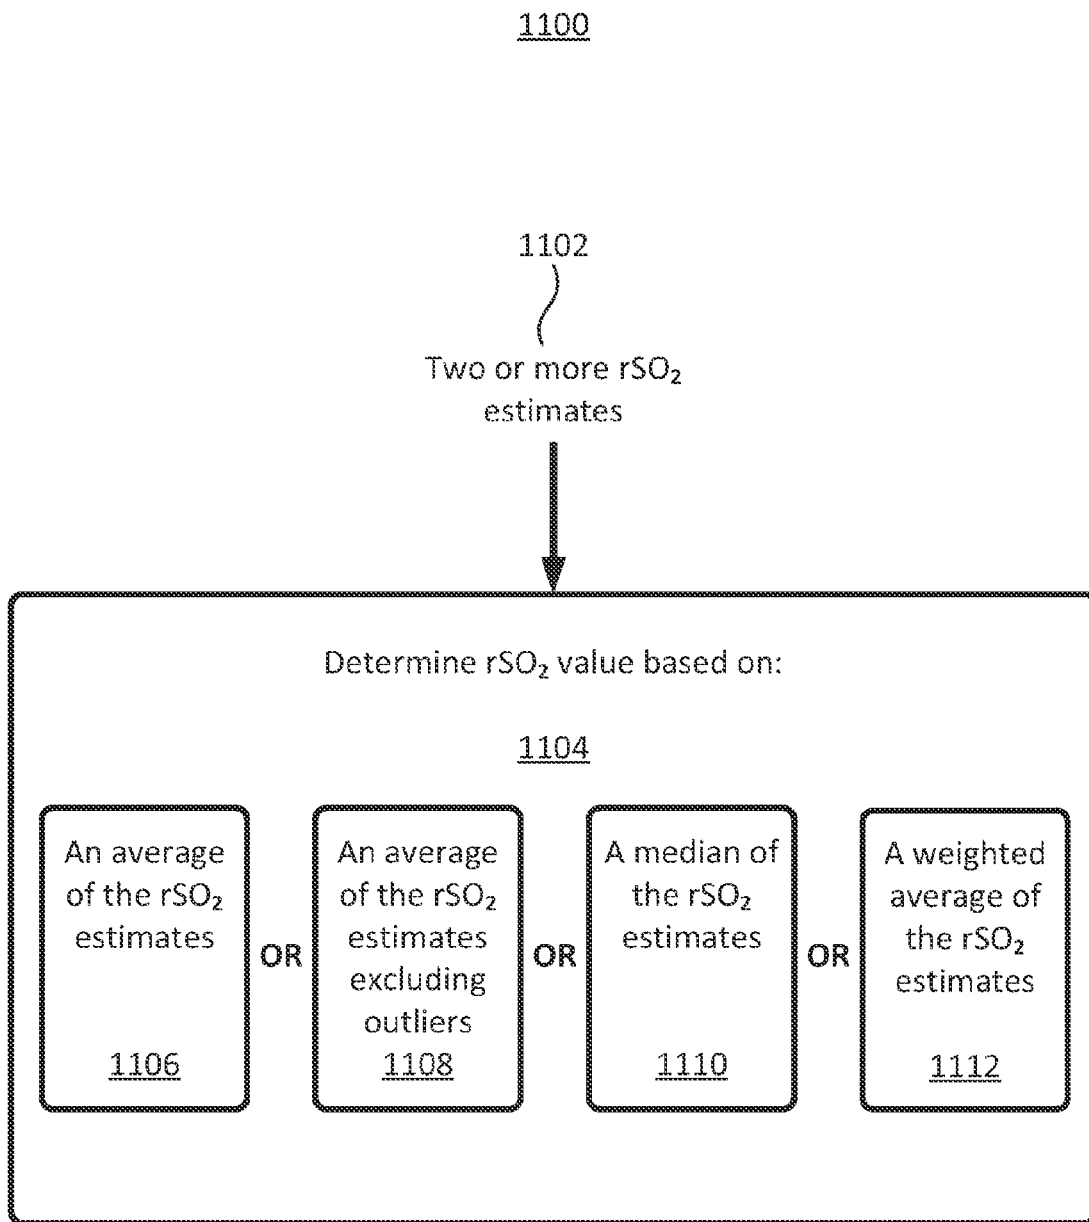 1100
1102
Two or more rSO₂
estimates
Determine rSO₂ value based on:
1104
An average
of the rSO₂
estimates
1106
OR
An average
of the rSO₂
estimates
excluding
outliers
1108
OR
A median of
the rSO₂
estimates
1110
OR
A weighted
average of
the rSO₂
estimates
1112